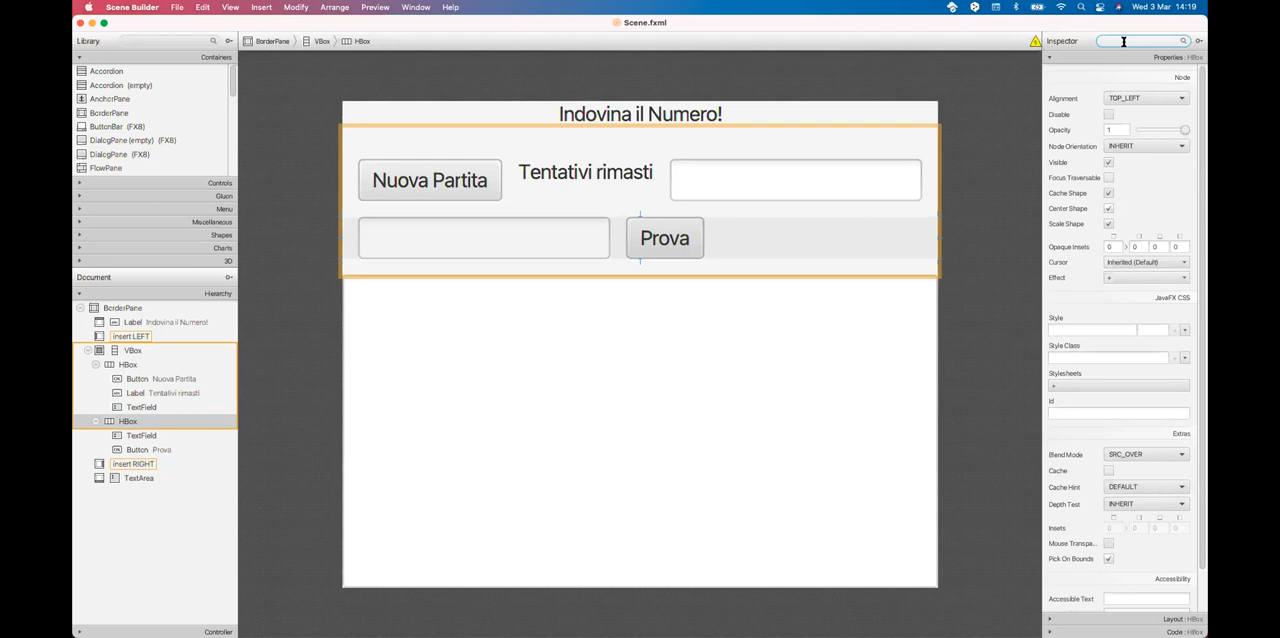 Scene Builder File Edit View Insert Modify Arrange Preview Window Help Wed 3 Mar 14:19
Scene.fxml
Library
BorderPane VBox HBox
Inspector
Containers
Accordion
Accordion (empty)
AnchorPane
BorderPane
ButtonBar (FX8)
DialogPane (empty) (FX8)
DialogPane (FX8)
FlowPane
Controls
Gluon
Menu
Miscellaneous
Shapes
Charts
3D
Document
Hierarchy
BorderPane
Label Indovina il Numero!
insert LEFT
VBox
HBox
Button Nuova Partita
Label Tentativi rimasti
TextField
HBox
TextField
Button Prova
insert RIGHT
TextArea
Controller
Indovina il Numero!
Nuova Partita Tentativi rimasti
Prova
Properties : HBox
Node
Alignment TOP_LEFT
Disable
Opacity 1
Node Orientation INHERIT
Visible
Focus Traversable
Cache Shape
Center Shape
Scale Shape
Opaque Insets 0 0 0 0
Cursor Inherited (Default)
Effect +
JavaFX CSS
Style
Style Class
Stylesheets
+
Id
Extras
Blend Mode SRC_OVER
Cache
Cache Hint DEFAULT
Depth Test INHERIT
Insets 0 0 0 0
Mouse Transpa...
Pick On Bounds
Accessibility
Accessible Text
Layout : HBox
Code : HBox